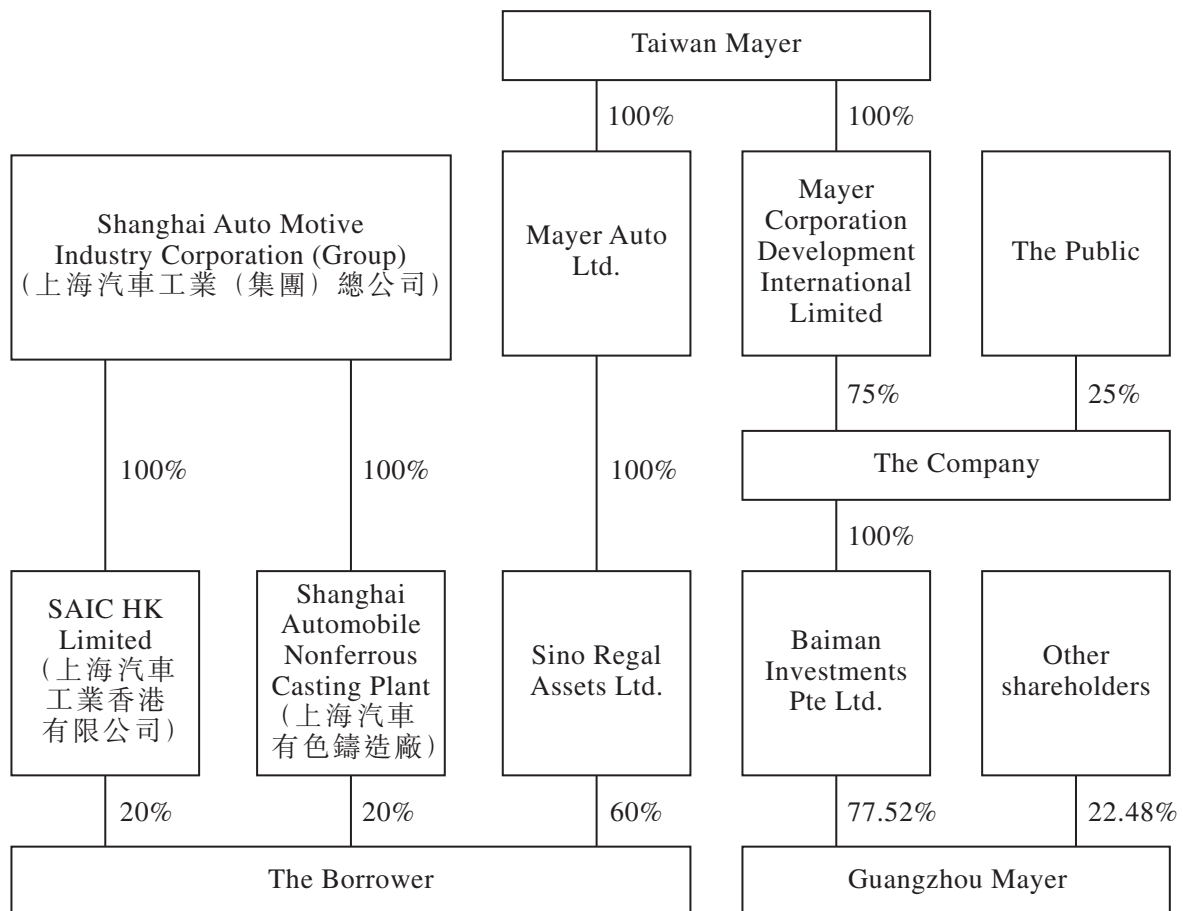 Taiwan Mayer
100%
100%
Shanghai Auto Motive
Industry Corporation (Group)
(上海汽車工業（集團）總公司)
Mayer Auto
Ltd.
Mayer
Corporation
Development
International
Limited
The Public
75%
25%
The Company
100%
100%
100%
100%
SAIC HK
Limited
(上海汽車
工業香港
有限公司)
Shanghai
Automobile
Nonferrous
Casting Plant
(上海汽車
有色鑄造廠)
Sino Regal
Assets Ltd.
Baiman
Investments
Pte Ltd.
Other
shareholders
20%
20%
60%
77.52%
22.48%
The Borrower
Guangzhou Mayer